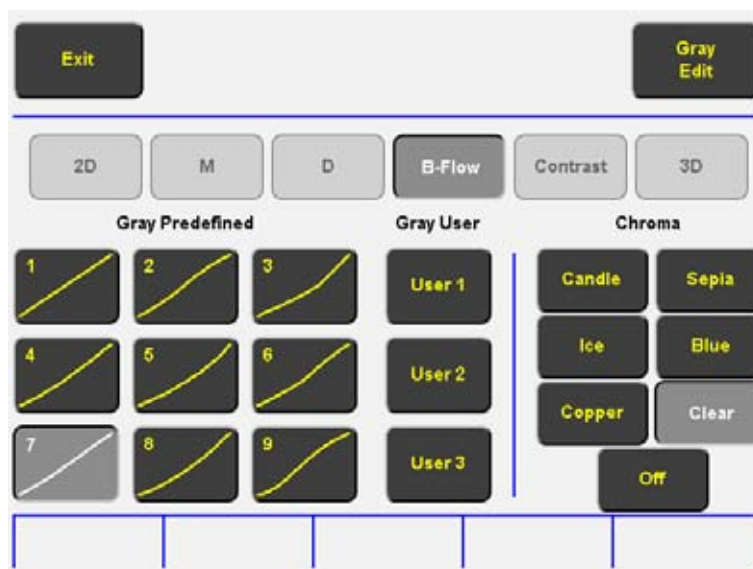 Exit
Gray
Edit
2D M D B-Flow Contrast 3D
Gray Predefined Gray User Chroma
1 2 3 User 1 Candle Sepia
4 5 6 User 2 Ice Blue
7 8 9 User 3 Copper Clear
Off